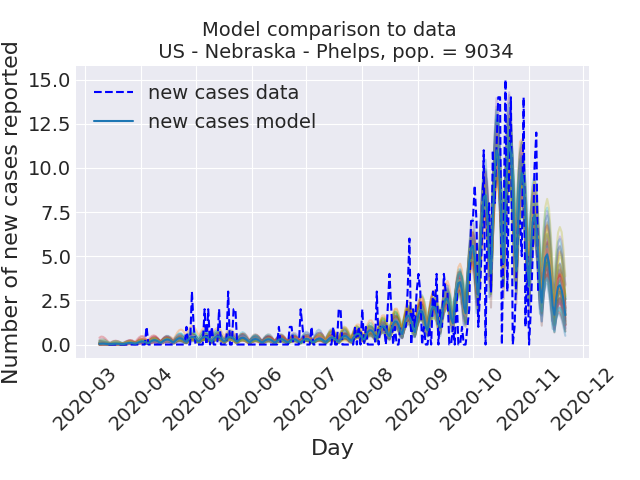 Model comparison to data
US - Nebraska - Phelps, pop. = 9034
Number of new cases reported
15.0
12.5
10.0
7.5
5.0
2.5
0.0
new cases data
new cases model
2020-03
2020-04
2020-05
2020-06
2020-07
2020-08
2020-09
2020-10
2020-11
2020-12
Day